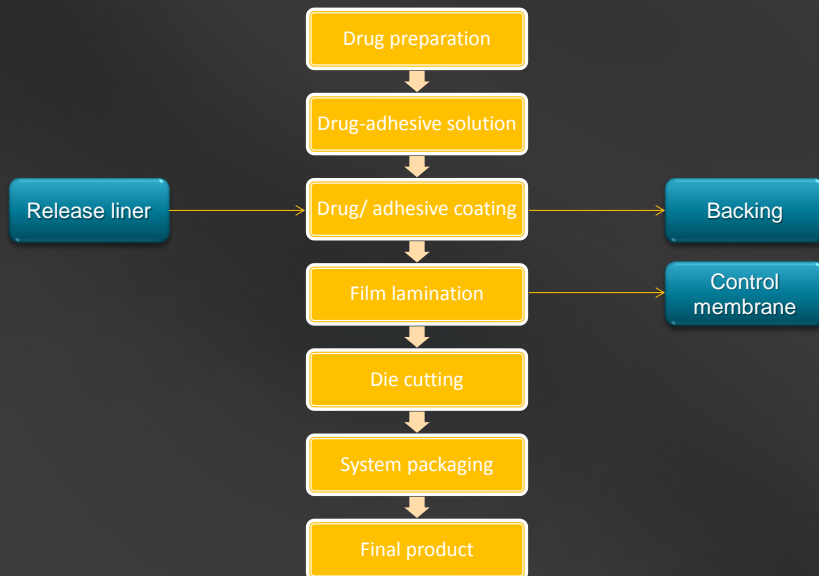 Drug preparation
Drug-adhesive solution
Release liner
Drug/ adhesive coating
Backing
Film lamination
Control
membrane
Die cutting
System packaging
Final product